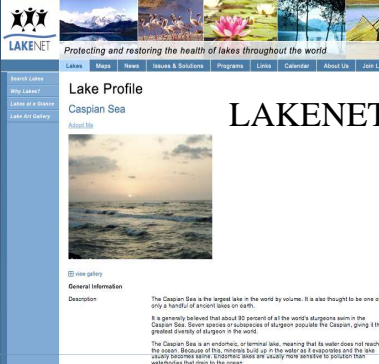 LAKENET
Protecting and restoring the health of lakes throughout the world
Lakes Maps News Issues & Solutions Programs Links Calendar About Us Join L
Search Lakes
Why Lakes?
Lakes at a Glance
Lake Art Gallery
Lake Profile
Caspian Sea
LAKENET
Adopt Me
view gallery
General Information
Description
The Caspian Sea is the largest lake in the world by volume. It is also thought to be one o
only a handful of ancient lakes on earth.
It is generally believed that about 90 percent of all the world's sturgeons swim in the
Caspian Sea. Seven species or subspecies of sturgeon populate the Caspian, giving it th
greatest diversity of sturgeon in the world.
The Caspian Sea is an endorheic, or terminal lake, meaning that its water does not reach
the ocean. Because of this, minerals build up in the water as it evaporates and the lake
usually becomes saline. Endorheic lakes are usually more sensitive to pollution than
waterbodies that drain to the ocean.